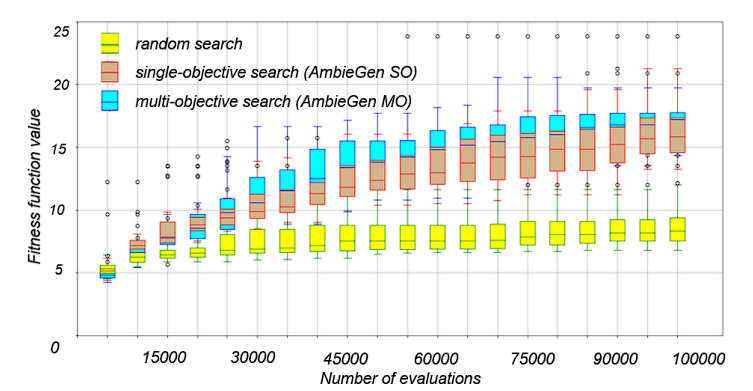 25
random search
single-objective search (AmbieGen SO)
20
multi-objective search (AmbieGen MO)
15
10
5
0
Fitness function value
15000 30000 45000 60000 75000 90000 100000
Number of evaluations